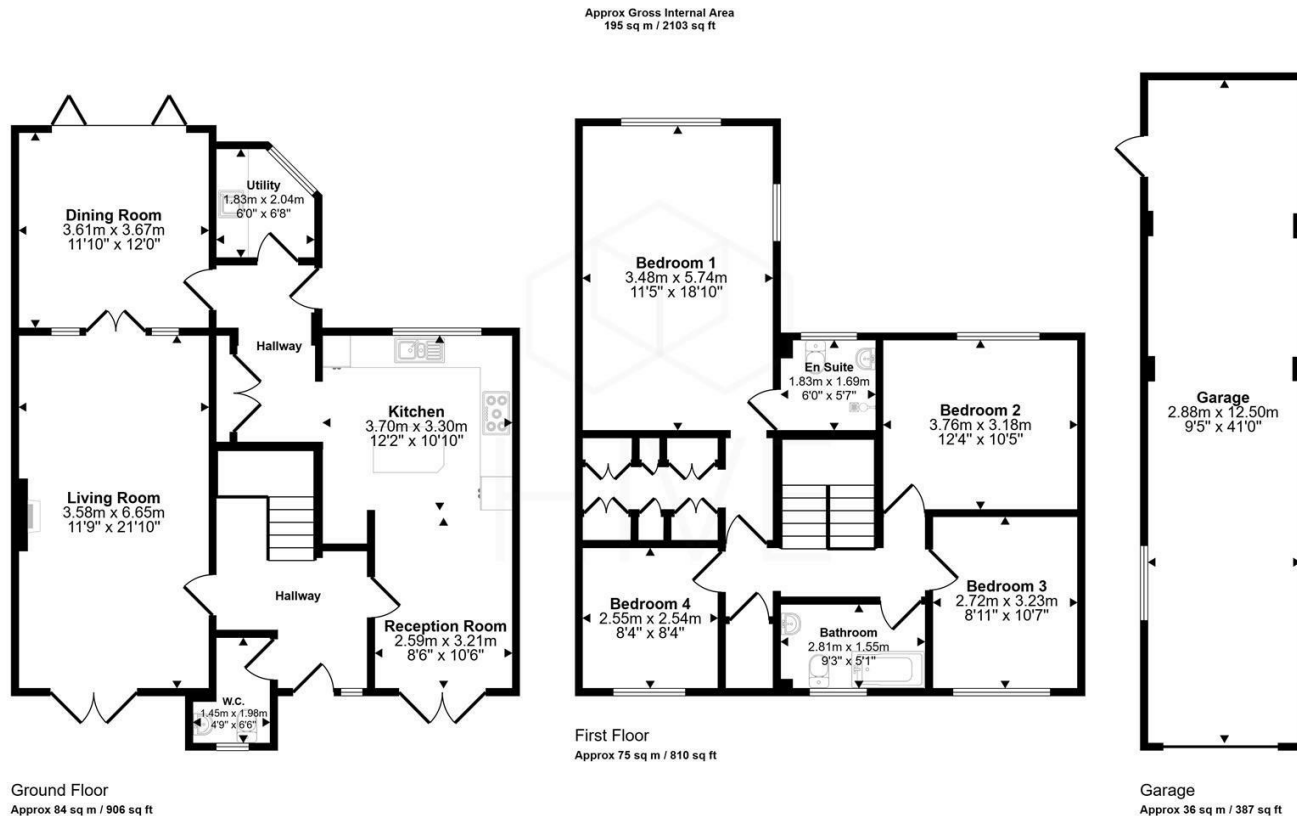 Approx Gross Internal Area
195 sq m / 2103 sq ft
Dining Room
3.61m x 3.67m
11'10" x 12'0"
Utility
1.83m x 2.04m
6'0" x 6'8"
Hallway
Kitchen
3.70m x 3.30m
12'2" x 10'10"
Living Room
3.58m x 6.65m
11'9" x 21'10"
Hallway
Reception Room
2.59m x 3.21m
8'6" x 10'6"
W.C.
1.45m x 1.98m
4'9" x 6'6"
Ground Floor
Approx 84 sq m / 906 sq ft
Bedroom 1
3.48m x 5.74m
11'5" x 18'10"
En Suite
1.83m x 1.69m
6'0" x 5'7"
Bedroom 2
3.76m x 3.18m
12'4" x 10'5"
Bedroom 4
2.55m x 2.54m
8'4" x 8'4"
Bathroom
2.81m x 1.55m
9'3" x 5'1"
Bedroom 3
2.72m x 3.23m
8'11" x 10'7"
First Floor
Approx 75 sq m / 810 sq ft
Garage
2.88m x 12.50m
9'5" x 41'0"
Garage
Approx 36 sq m / 387 sq ft